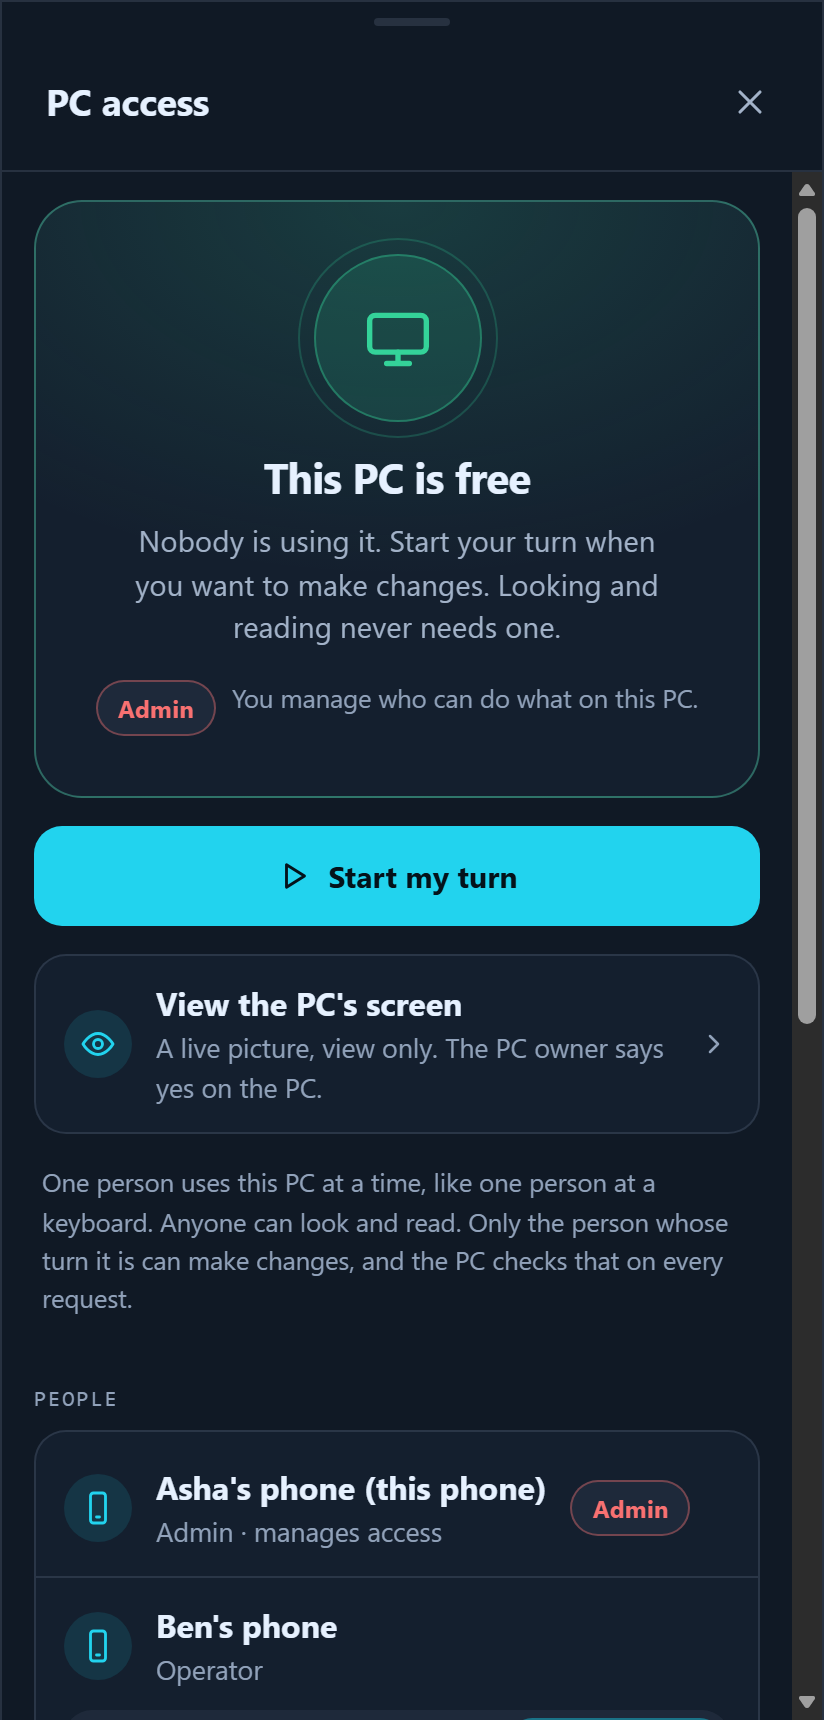 PC access
This PC is free
Nobody is using it. Start your turn when
you want to make changes. Looking and
reading never needs one.
Admin
You manage who can do what on this PC.
Start my turn
View the PC's screen
A live picture, view only. The PC owner says
yes on the PC.
One person uses this PC at a time, like one person at a
keyboard. Anyone can look and read. Only the person whose
turn it is can make changes, and the PC checks that on every
request.
PEOPLE
Asha's phone (this phone)
Admin
Admin · manages access
Ben's phone
Operator